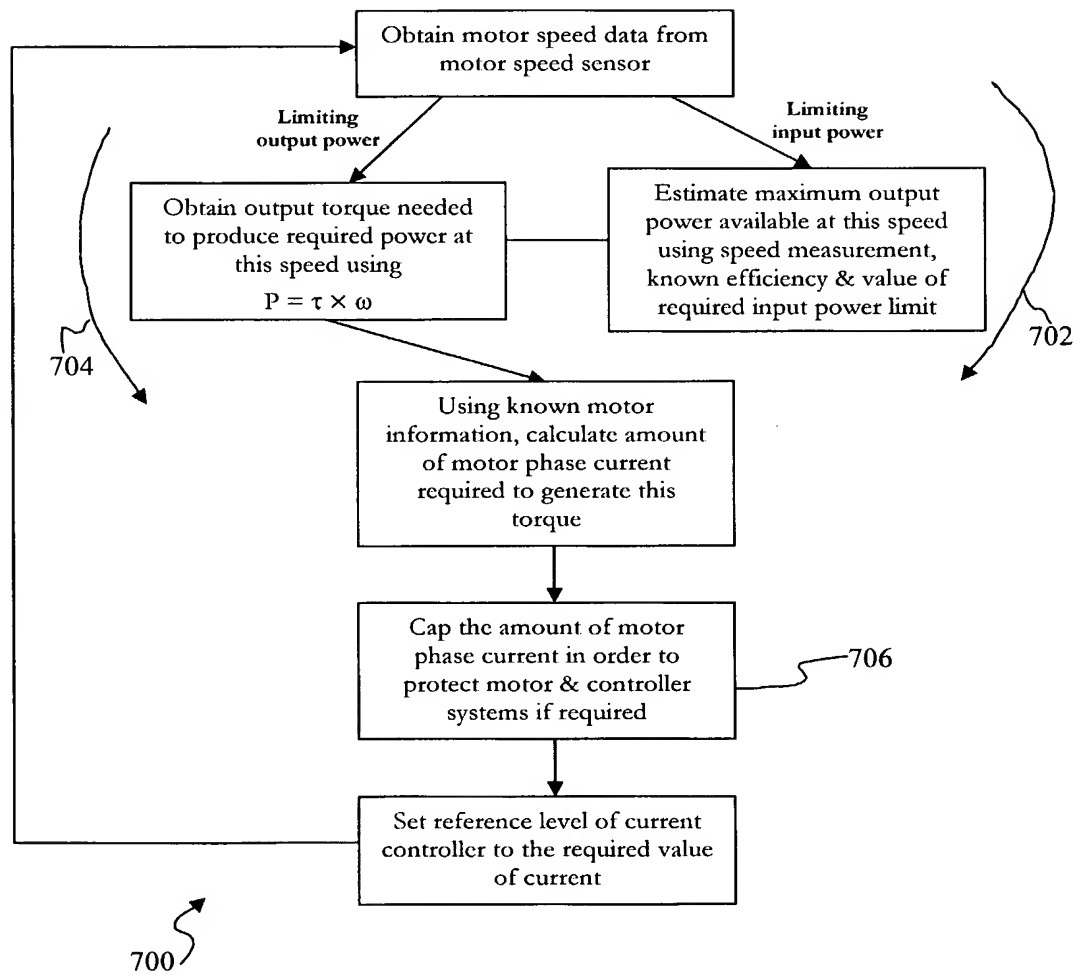 Obtain motor speed data from
motor speed sensor
Limiting
output power
Limiting
input power
Obtain output torque needed
to produce required power at
this speed using
P = τ × ω
Estimate maximum output
power available at this speed
using speed measurement,
known efficiency & value of
required input power limit
704
702
Using known motor
information, calculate amount
of motor phase current
required to generate this
torque
Cap the amount of motor
phase current in order to
protect motor & controller
systems if required
706
Set reference level of current
controller to the required value
of current
700